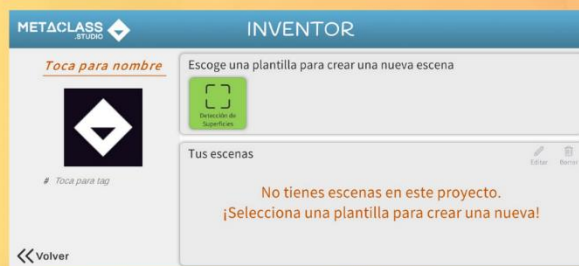 METACLASS
.STUDIO
INVENTOR
Toca para nombre
# Toca para tag
Volver
Escoge una plantilla para crear una nueva escena
Detección de
Superficies
Tus escenas
Editar
Borrar
No tienes escenas en este proyecto.
¡Selecciona una plantilla para crear una nueva!